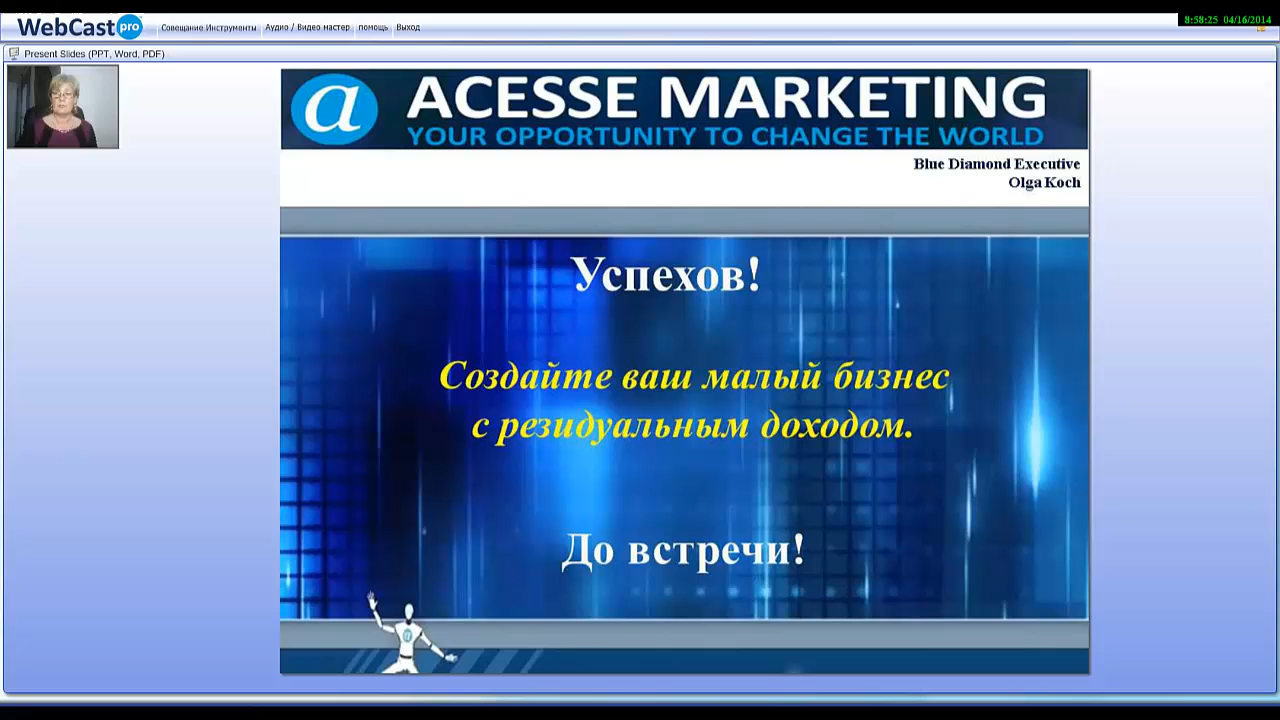 WebCast pro
Совещание Инструменты Аудио / Видео мастер помощь Выход
8:58:25 04/16/2014
Present Slides (PPT, Word, PDF)
a ACESSE MARKETING
YOUR OPPORTUNITY TO CHANGE THE WORLD
Blue Diamond Executive
Olga Koch
Успехов!
Создайте ваш малый бизнес
с резидуальным доходом.
До встречи!